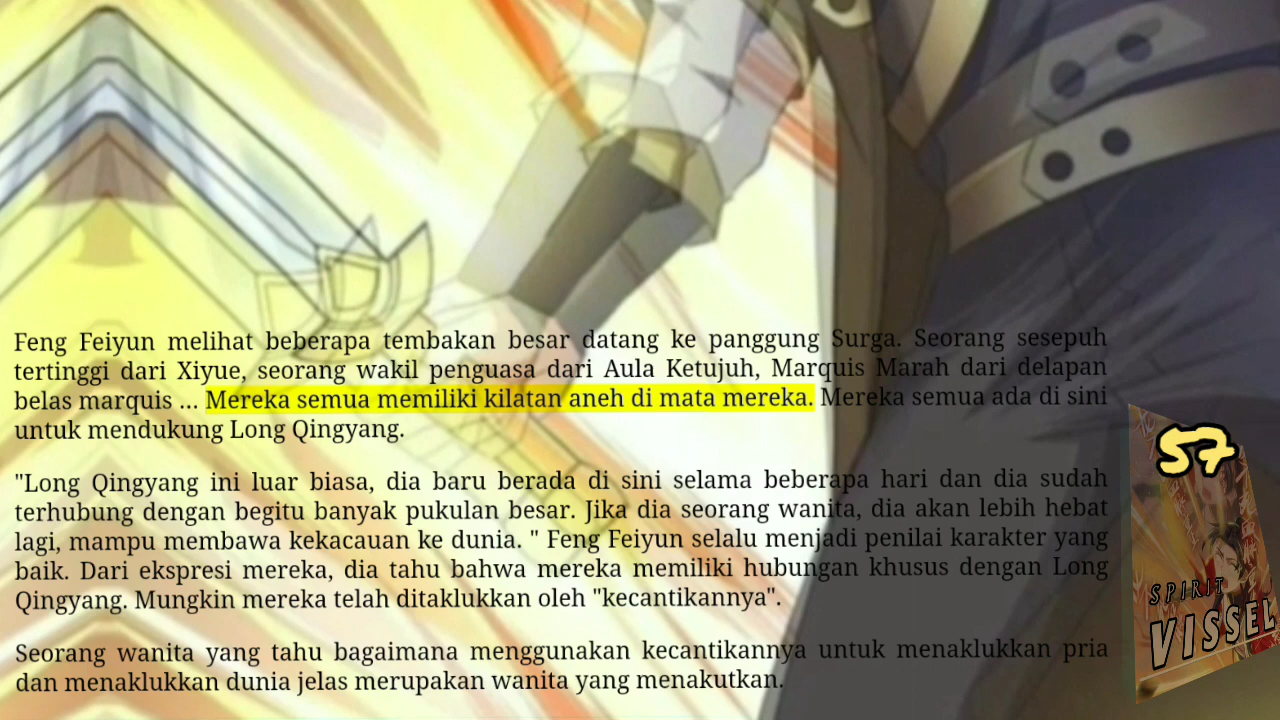 Feng Feiyun melihat beberapa tembakan besar datang ke panggung Surga. Seorang sesepuh
tertinggi dari Xiyue, seorang wakil penguasa dari Aula Ketujuh, Marquis Marah dari delapan
belas marquis ... Mereka semua memiliki kilatan aneh di mata mereka. Mereka semua ada di sini
untuk mendukung Long Qingyang.
"Long Qingyang ini luar biasa, dia baru berada di sini selama beberapa hari dan dia sudah
terhubung dengan begitu banyak pukulan besar. Jika dia seorang wanita, dia akan lebih hebat
lagi, mampu membawa kekacauan ke dunia. " Feng Feiyun selalu menjadi penilai karakter yang
baik. Dari ekspresi mereka, dia tahu bahwa mereka memiliki hubungan khusus dengan Long
Qingyang. Mungkin mereka telah ditaklukkan oleh "kecantikannya".
Seorang wanita yang tahu bagaimana menggunakan kecantikannya untuk menaklukkan pria
dan menaklukkan dunia jelas merupakan wanita yang menakutkan.
57
SPIRIT
VISSEL